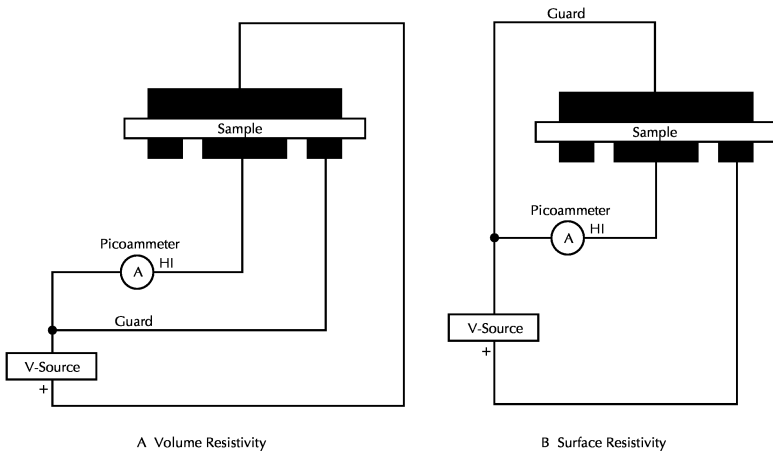 Sample
Picoammeter
HI
A
Guard
V-Source
+
A Volume Resistivity
Guard
Sample
Picoammeter
HI
A
V-Source
+
B Surface Resistivity